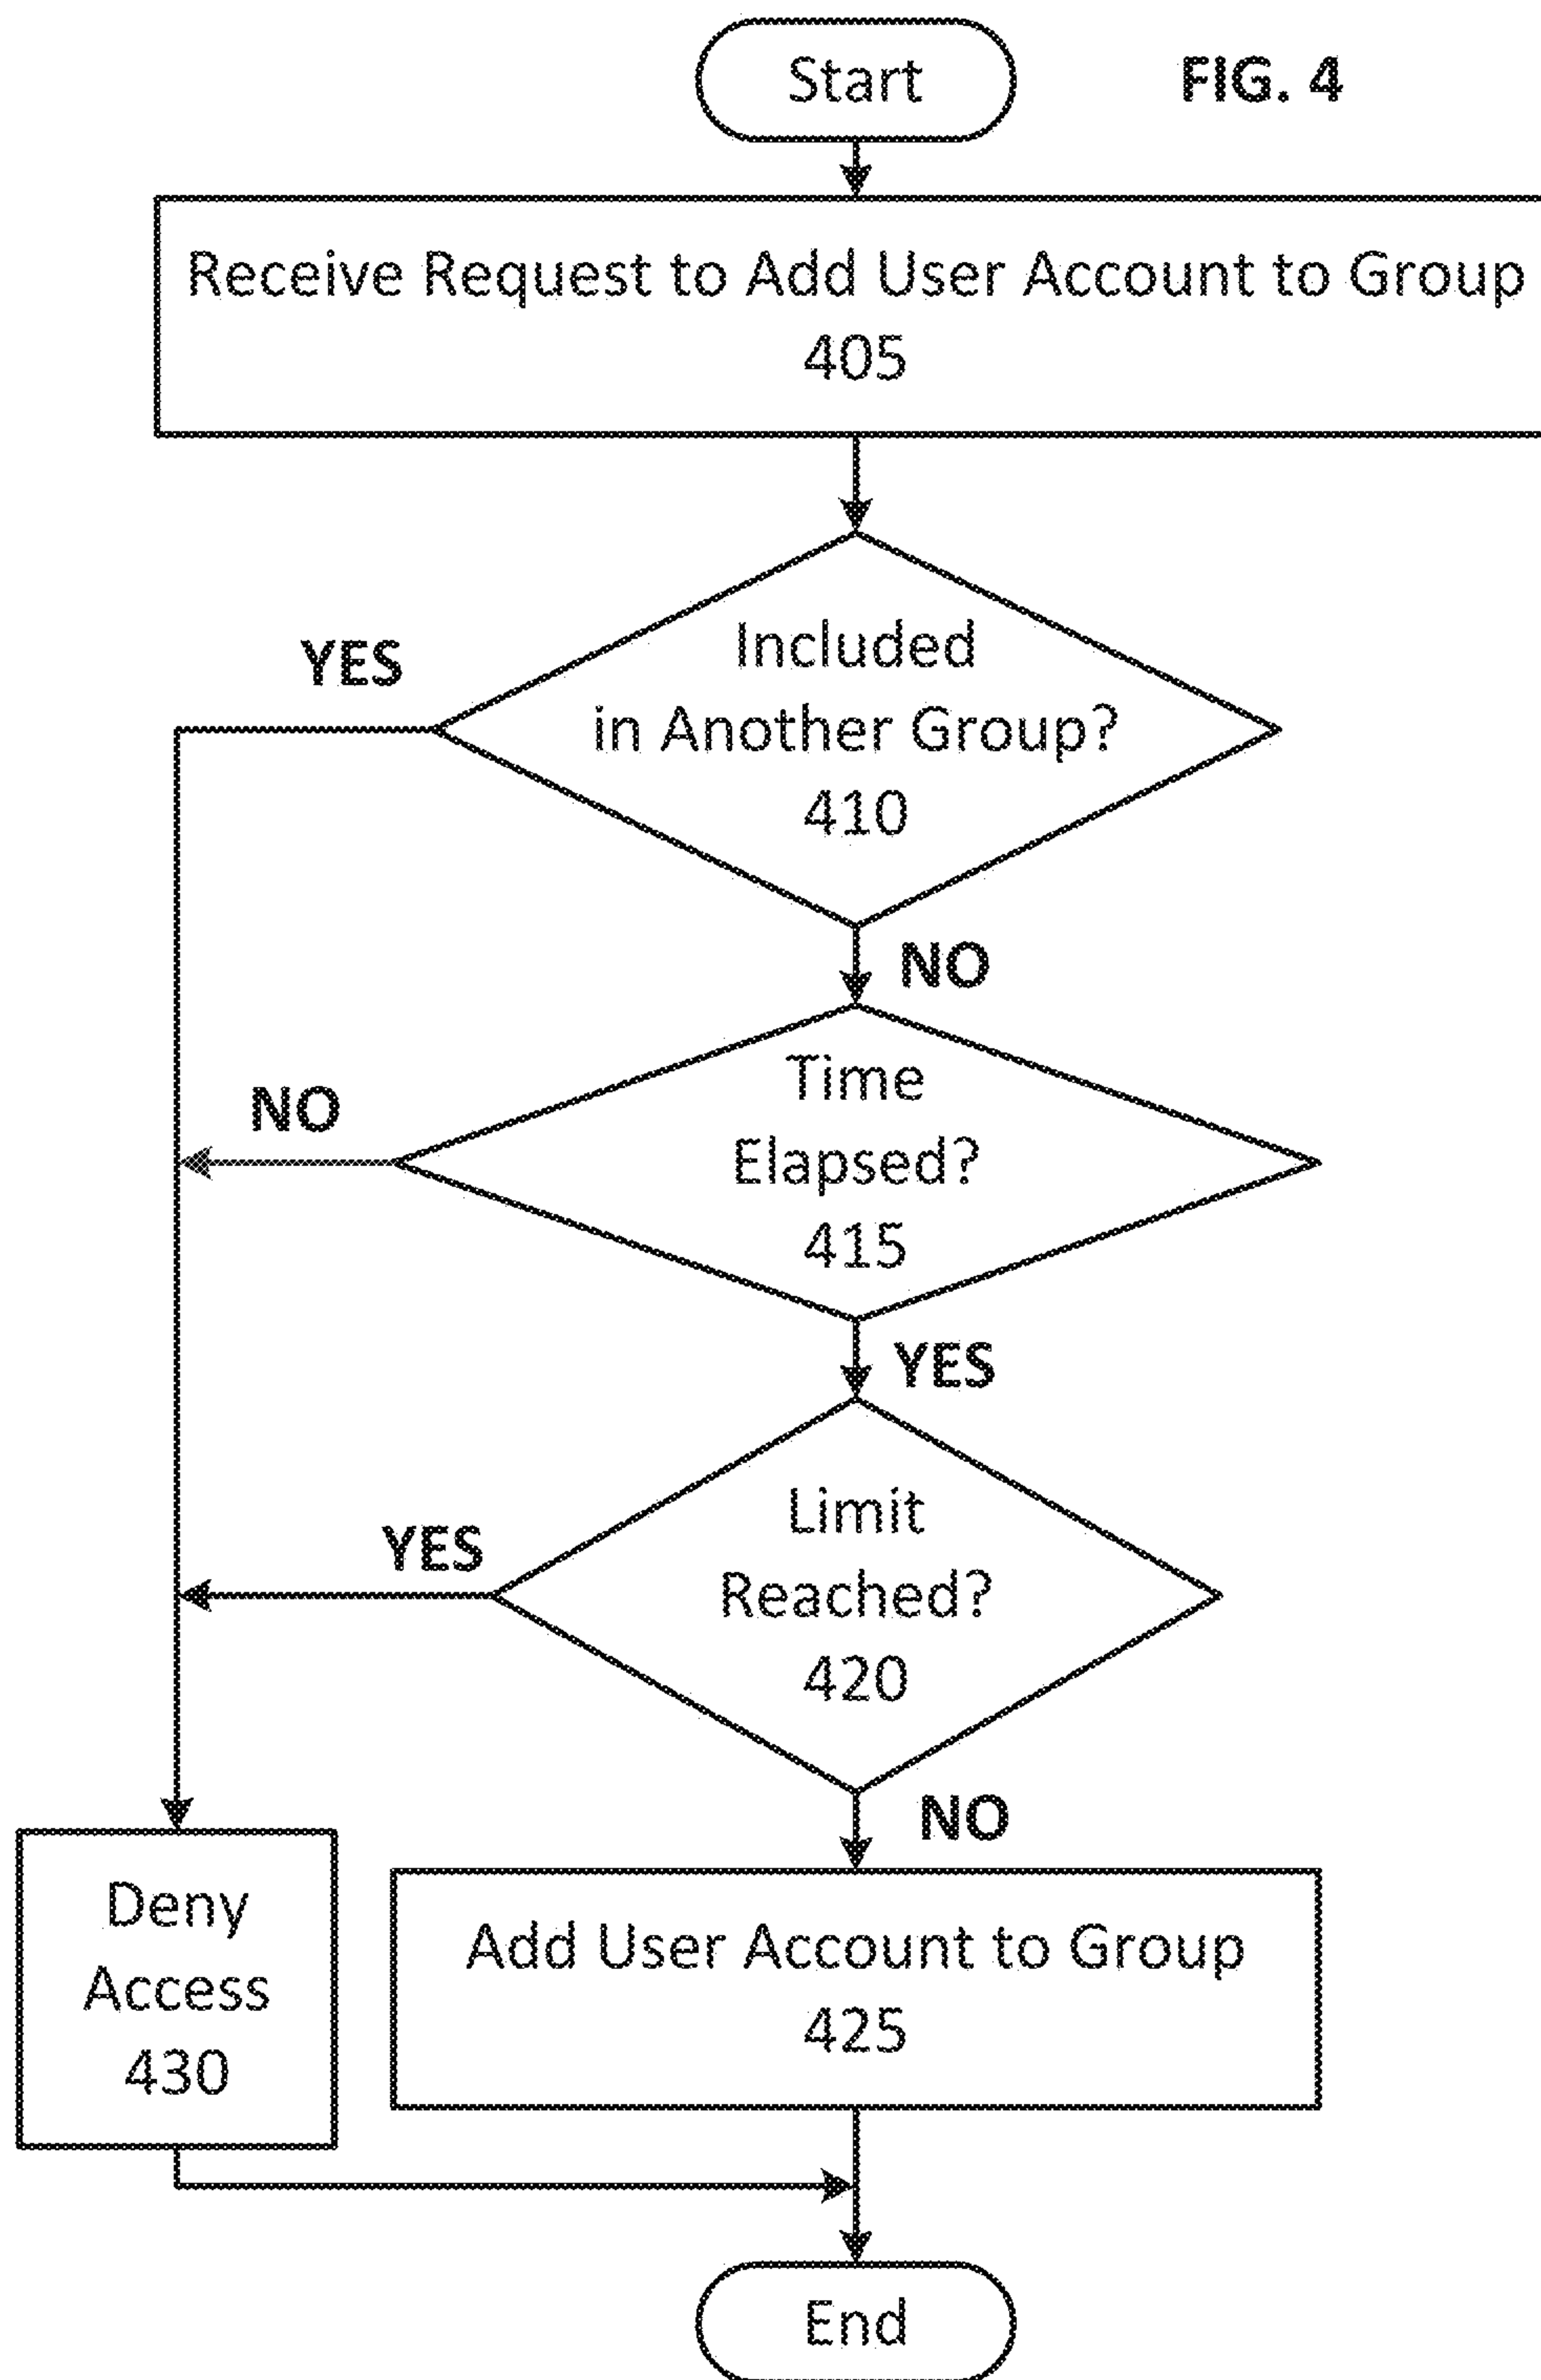 Start
FIG. 4
Receive Request to Add User Account to Group
405
Included
in Another Group?
410
YES
NO
Time
Elapsed?
415
NO
YES
Limit
Reached?
420
YES
NO
Deny
Access
430
Add User Account to Group
425
End